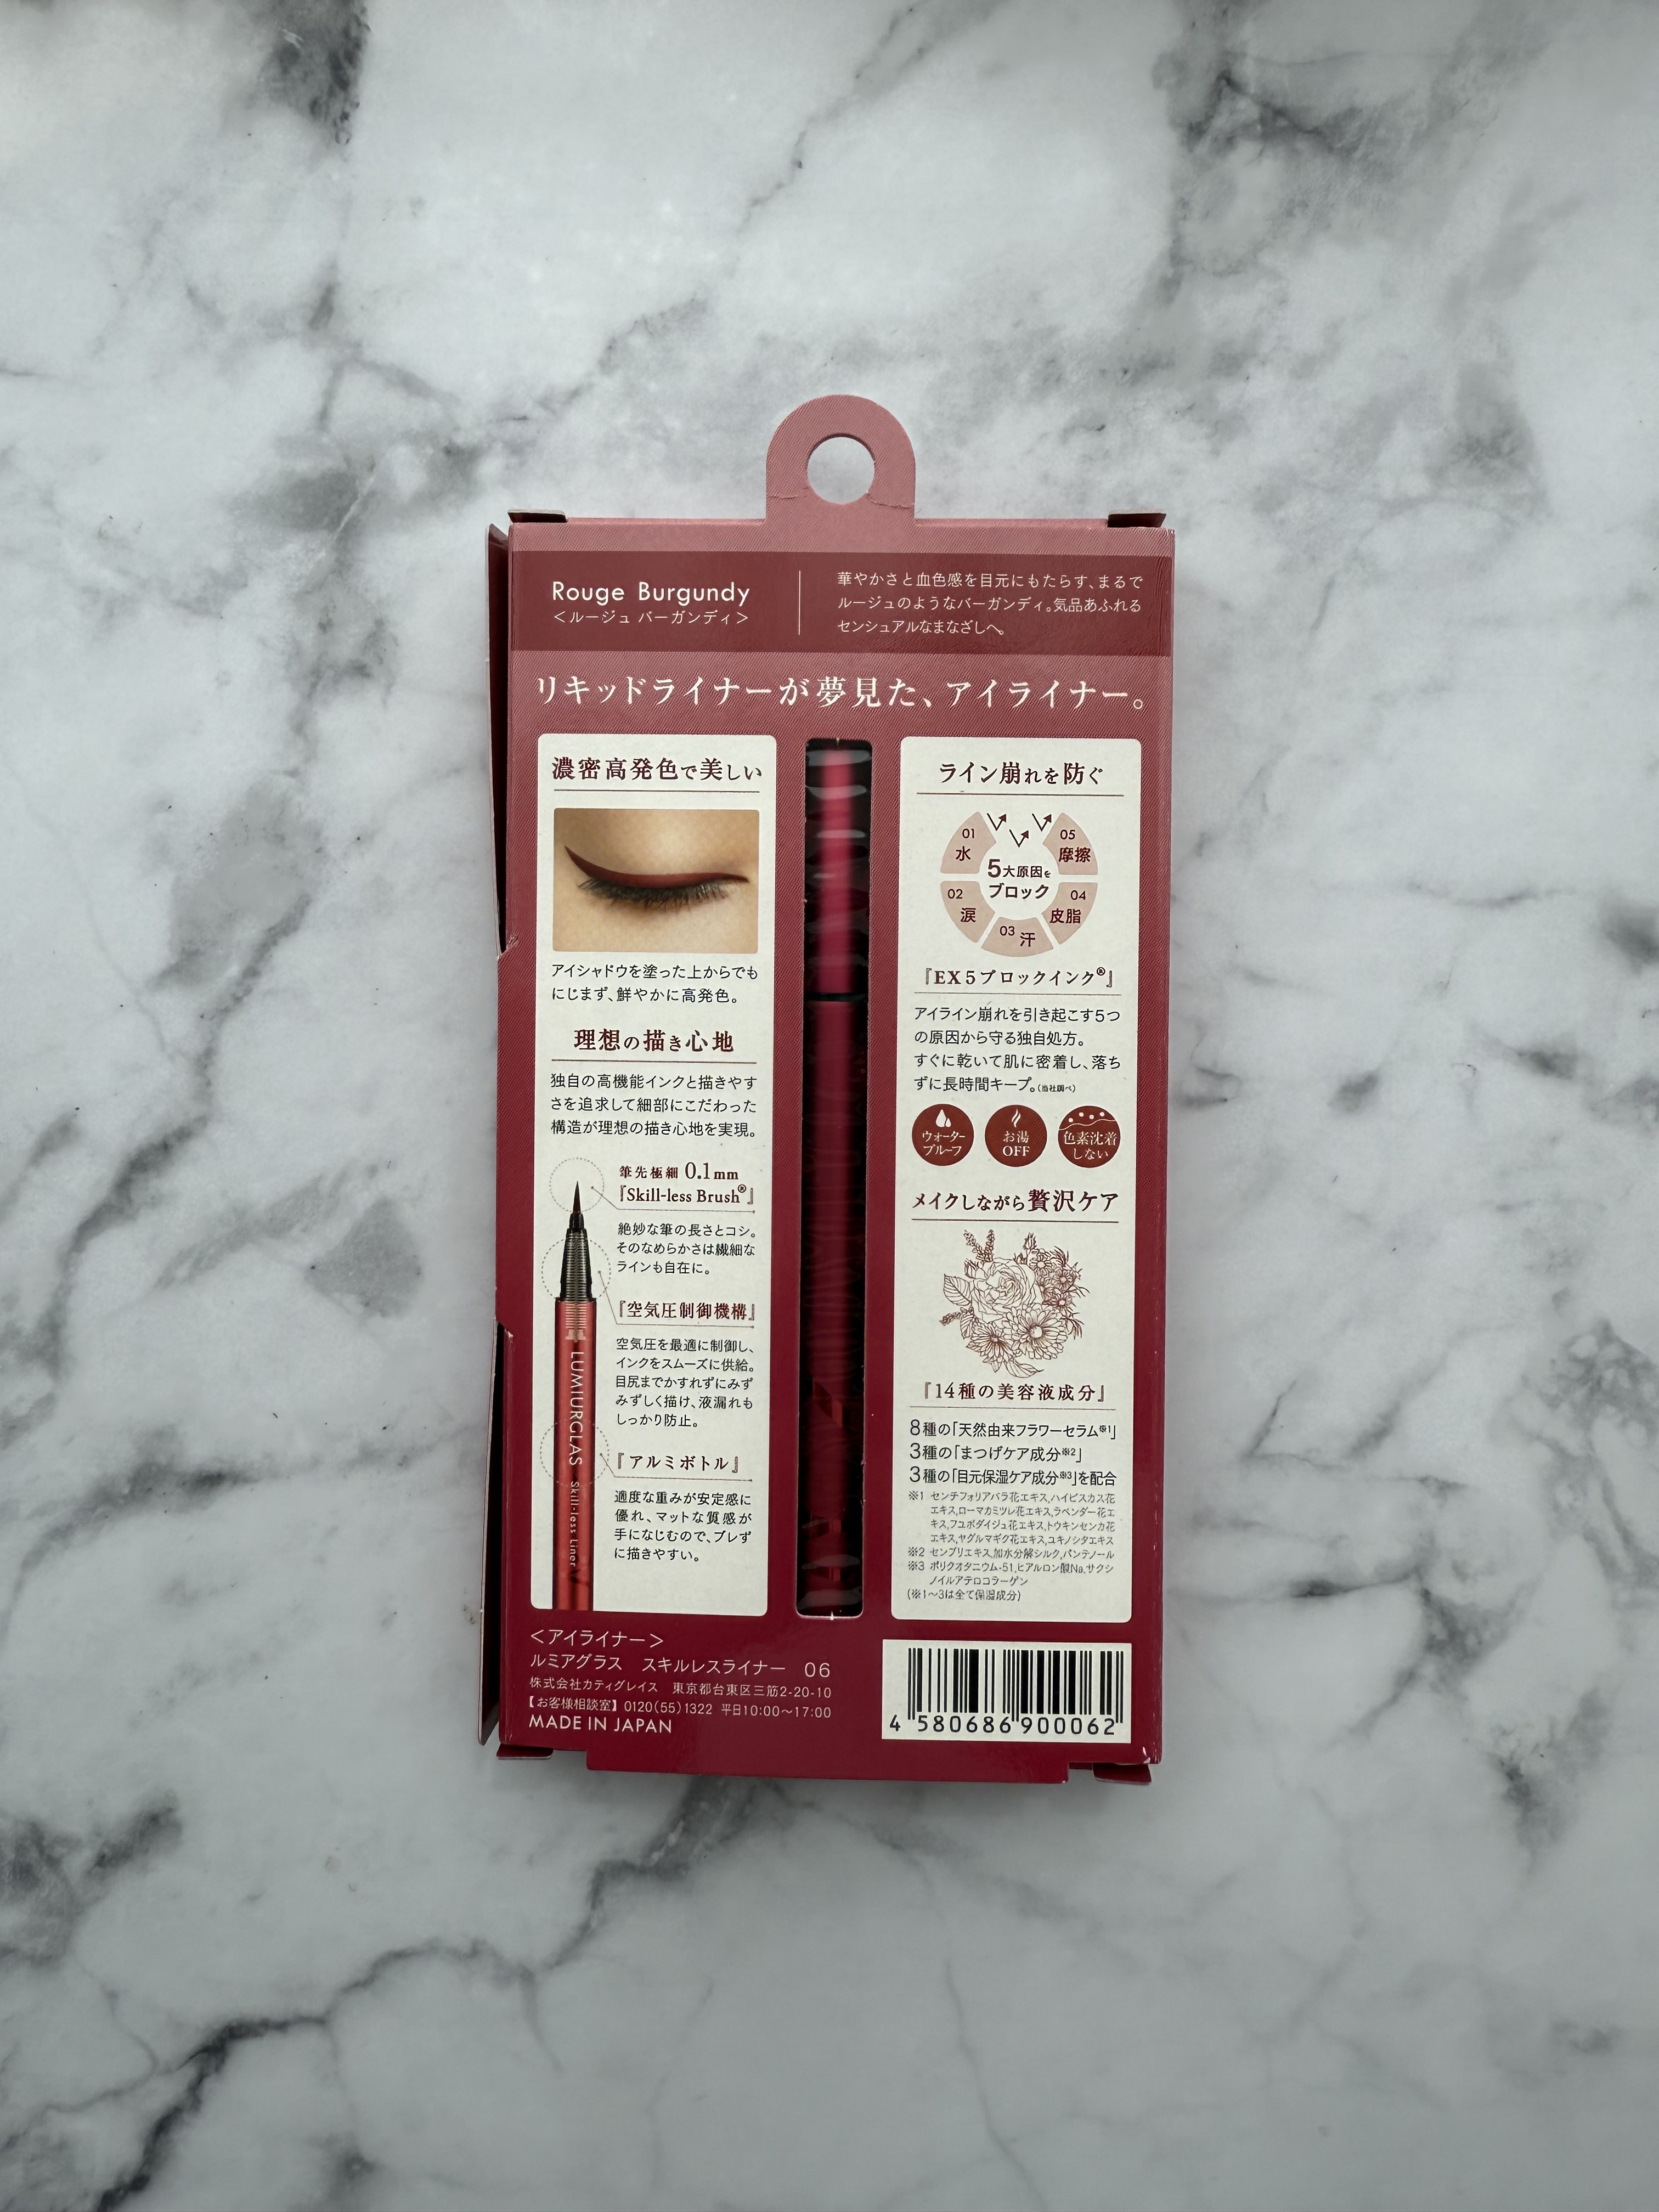 Rouge Burgundy
＜ルージュ バーガンディ＞
華やかさと血色感を目元にもたらす、まるで
ルージュのようなバーガンディ。気品あふれる
センシュアルなまなざしへ。
リキッドライナーが夢見た、アイライナー。
濃密高発色で美しい
アイシャドウを塗った上からでも
にじまず、鮮やかに高発色。
理想の描き心地
独自の高機能インクと描きやす
さを追求して細部にこだわった
構造が理想の描き心地を実現。
筆先極細 0.1mm
『Skill-less Brush®』
絶妙な筆の長さとコシ。
そのなめらかさは繊細な
ラインも自在に。
『空気圧制御機構』
空気圧を最適に制御し、
インクをスムーズに供給。
目尻までかすれずにみず
みずしく描け、液漏れも
しっかり防止。
『アルミボトル』
適度な重みが安定感に
優れ、マットな質感が
手になじむので、ブレず
に描きやすい。
LUMIURGLAS Skill-less Liner
ライン崩れを防ぐ
01
水
02
涙
03 汗
04
皮脂
05
摩擦
5大原因を
ブロック
『EX5ブロックインク®』
アイライン崩れを引き起こす5つ
の原因から守る独自処方。
すぐに乾いて肌に密着し、落ち
ずに長時間キープ。(当社調べ)
ウォーター
プルーフ
お湯
OFF
色素沈着
しない
メイクしながら贅沢ケア
『14種の美容液成分』
8種の「天然由来フラワーセラム※1」
3種の「まつげケア成分※2」
3種の「目元保湿ケア成分※3」を配合
※1 センチフォリアバラ花エキス,ハイビスカス花
エキス,ローマカミツレ花エキス,ラベンダー花エ
キス,フユボダイジュ花エキス,トウキンセンカ花
エキス,ヤグルマギク花エキス,ユキノシタエキス
※2 センブリエキス,加水分解シルク,パンテノール
※3 ポリクオタニウム-51,ヒアルロン酸Na,サクシ
ノイルアテロコラーゲン
(※1〜3は全て保湿成分)
＜アイライナー＞
ルミアグラス スキルレスライナー 06
株式会社カティグレイス 東京都台東区三筋2-20-10
【お客様相談室】0120(55)1322 平日10:00〜17:00
MADE IN JAPAN
4 580686 900062